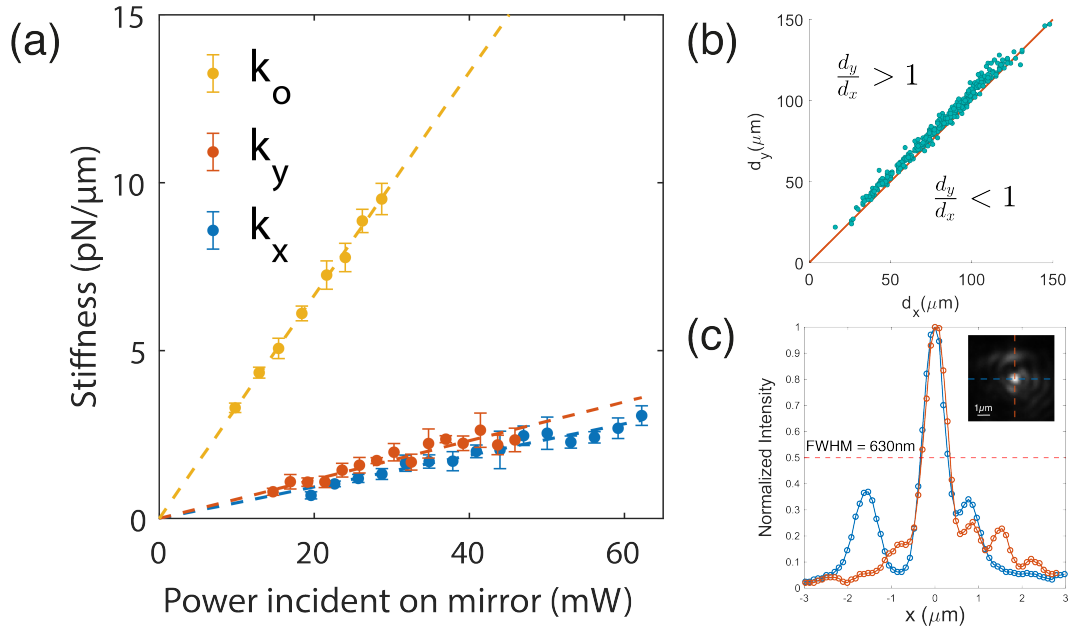 (a)
15
10
5
0
k_o
k_y
k_x
Stiffness (pN/μm)
0 20 40 60
Power incident on mirror (mW)
(b)
150
100
50
0
d_y/d_x > 1
d_y/d_x < 1
d_y(μm)
0 50 100 150
d_x(μm)
(c)
1
0.9
0.8
0.7
0.6
0.5
0.4
0.3
0.2
0.1
0
FWHM = 630nm
1μm
Normalized Intensity
-3 -2 -1 0 1 2 3
x (μm)